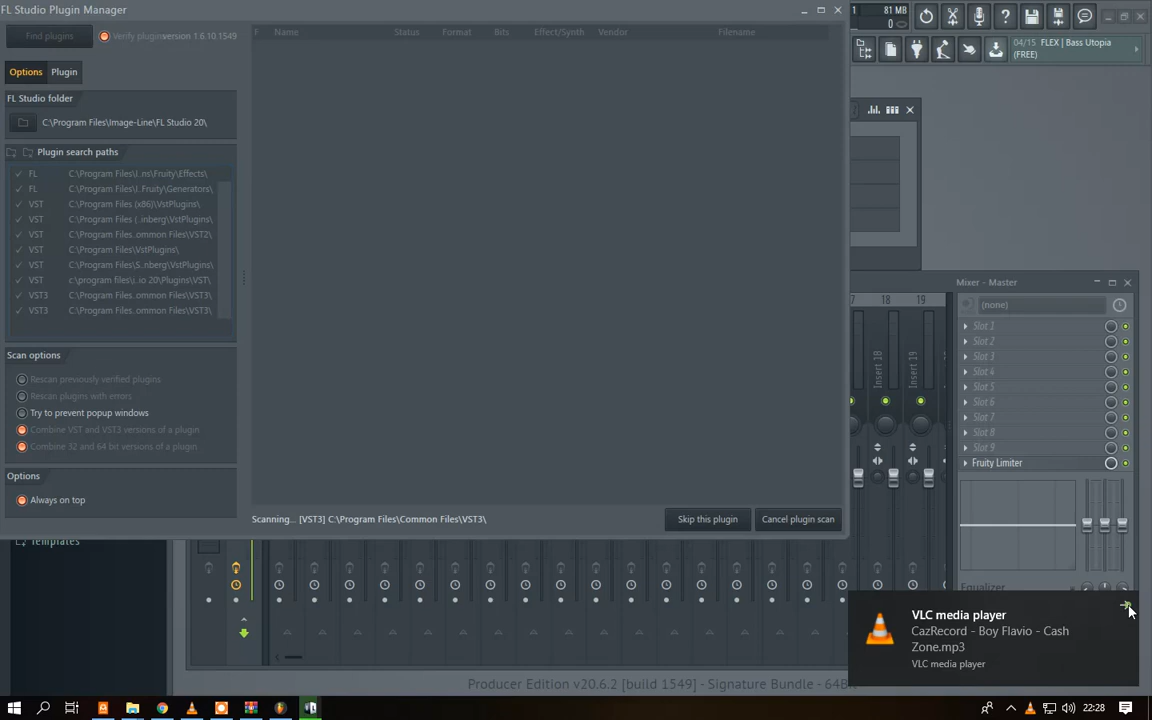 FL Studio Plugin Manager
Find plugins
Verify plugins
version 1.6.10.1549
F Name Status Format Bits Effect/Synth Vendor Filename
81 MB
0
04/15 FLEX | Bass Utopia
(FREE)
Options
Plugin
FL Studio folder
C:\Program Files\Image-Line\FL Studio 20\
Plugin search paths
FL C:\Program Files\I..ns\Fruity\Effects\
FL C:\Program Files\I..Fruity\Generators\
VST C:\Program Files (x86)\VstPlugins\
VST C:\Program Files (...inberg\VstPlugins\
VST C:\Program Files..ommon Files\VST2\
VST C:\Program Files\VstPlugins\
VST C:\Program Files\S..nberg\VstPlugins\
VST c:\program files\i..io 20\Plugins\VST\
VST3 C:\Program Files..ommon Files\VST3\
VST3 C:\Program Files..ommon Files\VST3\
Scan options
Rescan previously verified plugins
Rescan plugins with errors
Try to prevent popup windows
Combine VST and VST3 versions of a plugin
Combine 32 and 64 bit versions of a plugin
Options
Always on top
Scanning... [VST3] C:\Program Files\Common Files\VST3\
Skip this plugin
Cancel plugin scan
Templates
17 18 19
Insert 18
Insert 19
Mixer - Master
(none)
Slot 1
Slot 2
Slot 3
Slot 4
Slot 5
Slot 6
Slot 7
Slot 8
Slot 9
Fruity Limiter
Equalizer
VLC media player
CazRecord - Boy Flavio - Cash
Zone.mp3
VLC media player
Producer Edition v20.6.2 [build 1549] - Signature Bundle - 64B
22:28